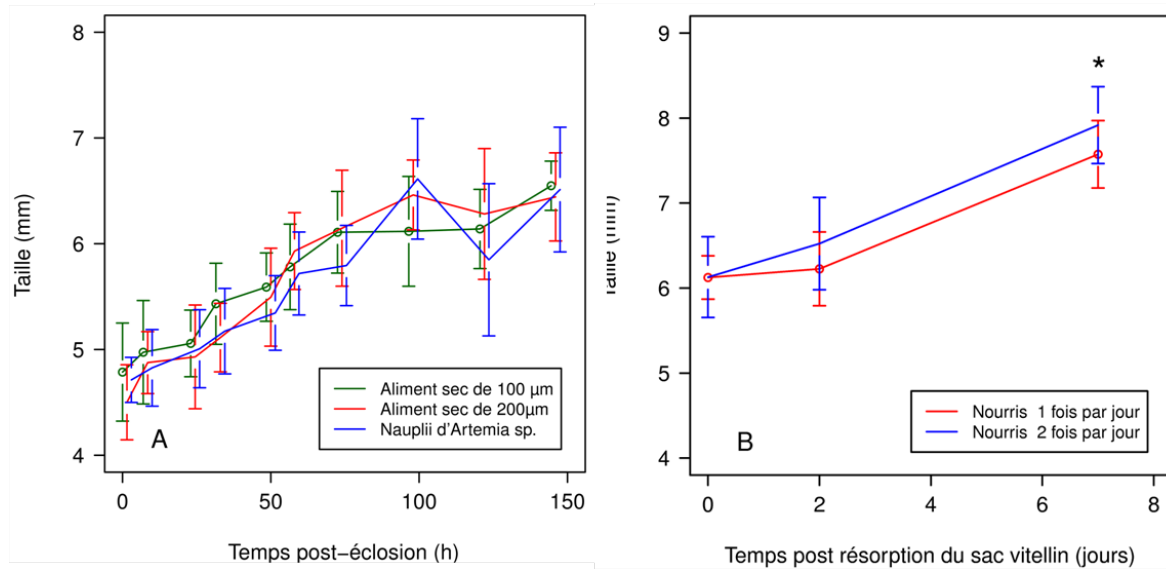 8
7
6
5
4
Taille (mm)
A
Aliment sec de 100 µm
Aliment sec de 200µm
Nauplii d'Artemia sp.
0
50
100
150
Temps post−éclosion (h)
9
8
7
6
5
4
Taille (mm)
*
B
Nourris 1 fois par jour
Nourris 2 fois par jour
0
2
4
6
8
Temps post résorption du sac vitellin (jours)